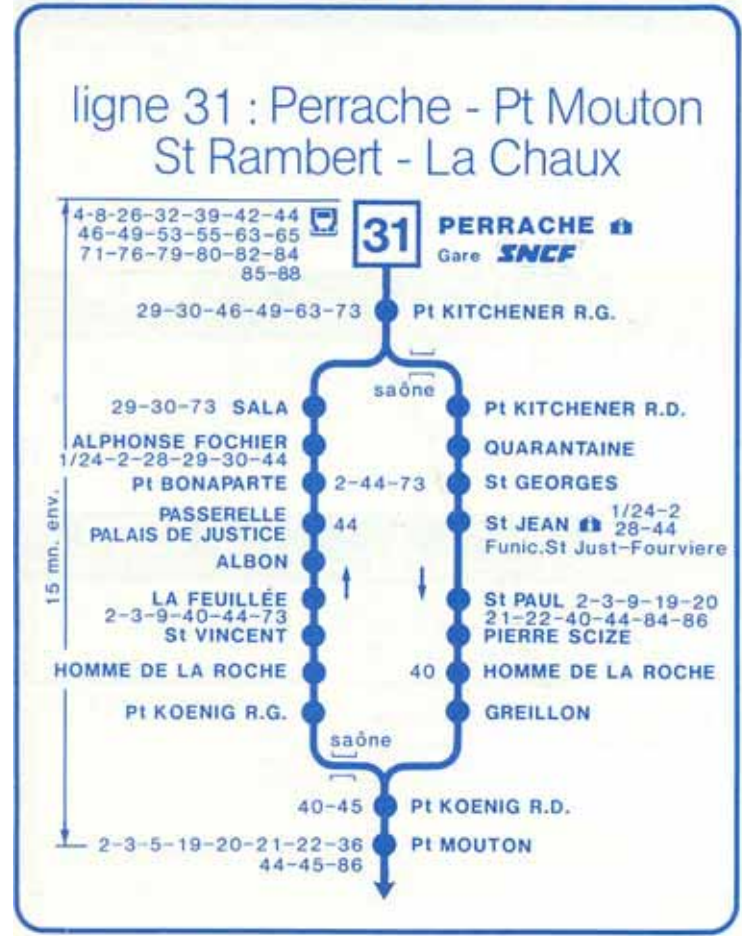 ligne 31 : Perrache - Pt Mouton
St Rambert - La Chaux
4-8-26-32-39-42-44
46-49-53-55-63-65
71-76-79-80-82-84
85-88
31
PERRACHE
Gare SNCF
29-30-46-49-63-73 Pt KITCHENER R.G.
saône
29-30-73 SALA
Pt KITCHENER R.D.
ALPHONSE FOCHIER
1/24-2-28-29-30-44
QUARANTAINE
Pt BONAPARTE
2-44-73 St GEORGES
PASSERELLE
PALAIS DE JUSTICE
44
St JEAN 1/24-2
28-44
Funic.St Just-Fourviere
ALBON
15 mn. env.
LA FEUILLÉE
2-3-9-40-44-73
St PAUL 2-3-9-19-20
21-22-40-44-84-86
St VINCENT
PIERRE SCIZE
HOMME DE LA ROCHE
40 HOMME DE LA ROCHE
Pt KOENIG R.G.
GREILLON
saône
40-45 Pt KOENIG R.D.
2-3-5-19-20-21-22-36 Pt MOUTON
44-45-86